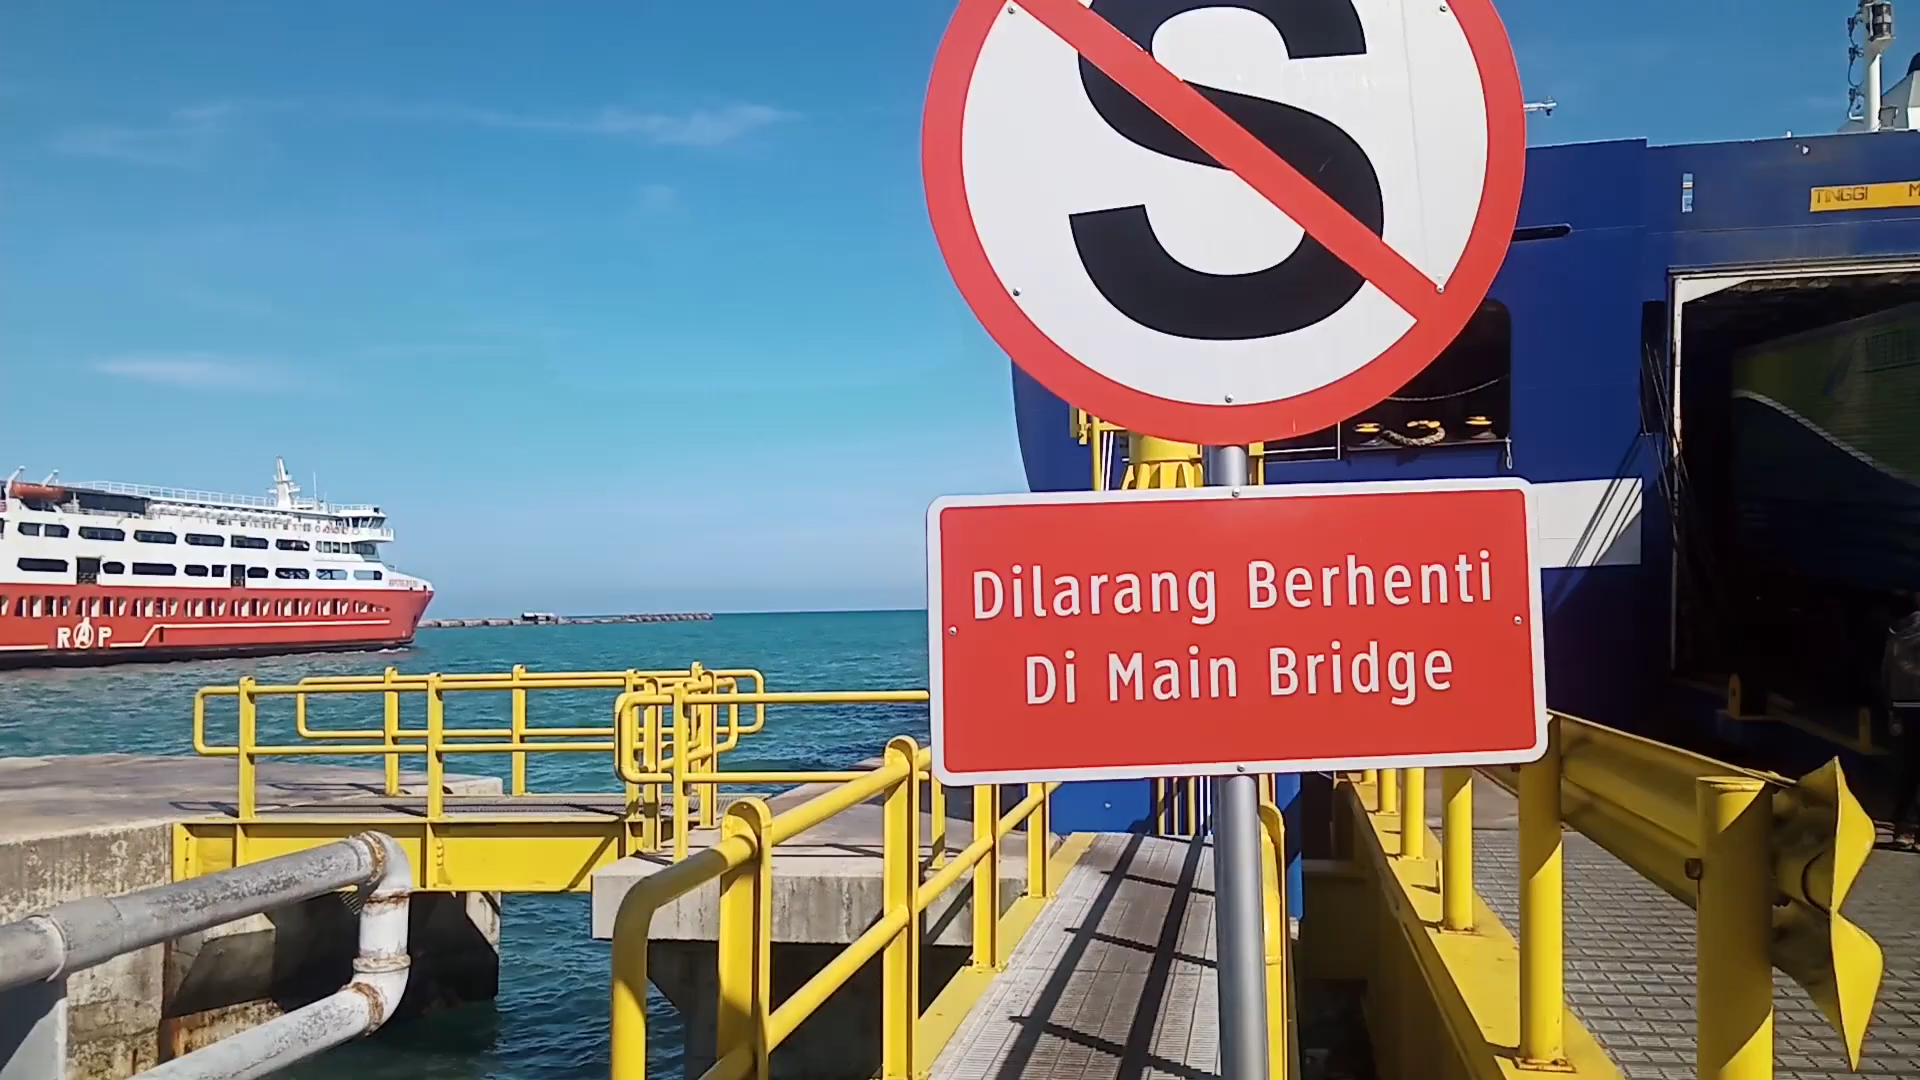 S
TINGGI M
Dilarang Berhenti
Di Main Bridge
RAP